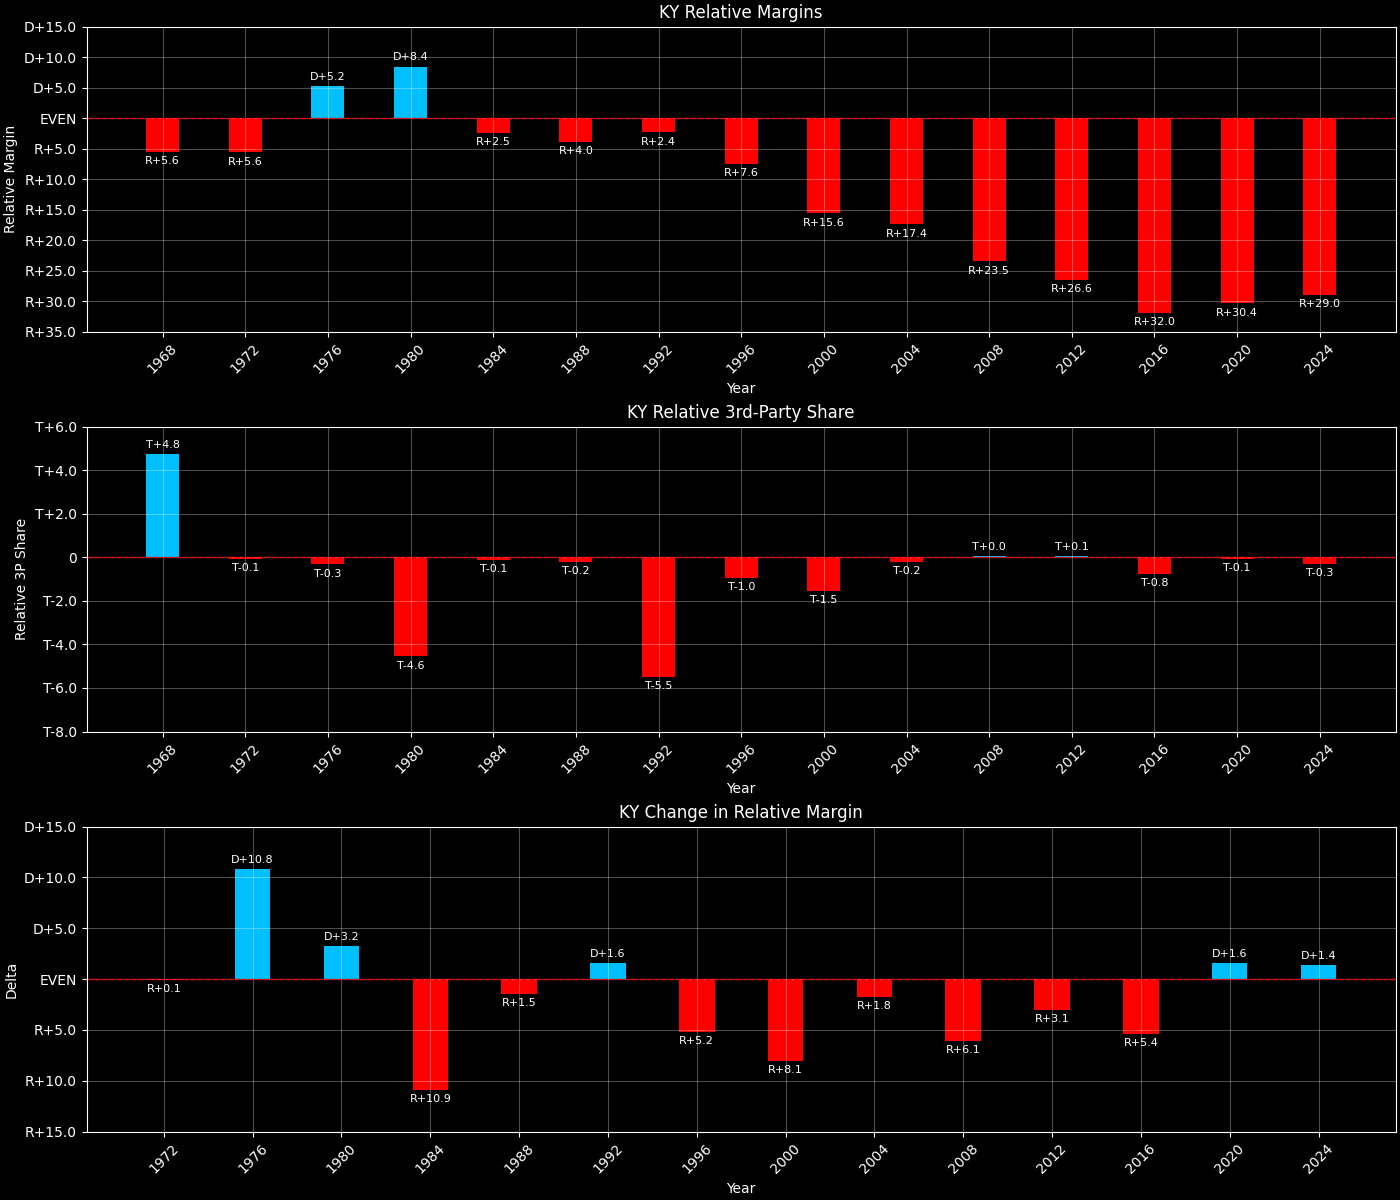 KY Relative Margins
Relative Margin
D+15.0
D+10.0
D+5.0
EVEN
R+5.0
R+10.0
R+15.0
R+20.0
R+25.0
R+30.0
R+35.0
R+5.6
R+5.6
D+5.2
D+8.4
R+2.5
R+4.0
R+2.4
R+7.6
R+15.6
R+17.4
R+23.5
R+26.6
R+32.0
R+30.4
R+29.0
1968
1972
1976
1980
1984
1988
1992
1996
2000
2004
2008
2012
2016
2020
2024
Year
KY Relative 3rd-Party Share
Relative 3P Share
T+6.0
T+4.0
T+2.0
0
T-2.0
T-4.0
T-6.0
T-8.0
T+4.8
T-0.1
T-0.3
T-4.6
T-0.1
T-0.2
T-5.5
T-1.0
T-1.5
T-0.2
T+0.0
T+0.1
T-0.8
T-0.1
T-0.3
1968
1972
1976
1980
1984
1988
1992
1996
2000
2004
2008
2012
2016
2020
2024
Year
KY Change in Relative Margin
Delta
D+15.0
D+10.0
D+5.0
EVEN
R+5.0
R+10.0
R+15.0
R+0.1
D+10.8
D+3.2
R+10.9
R+1.5
D+1.6
R+5.2
R+8.1
R+1.8
R+6.1
R+3.1
R+5.4
D+1.6
D+1.4
1972
1976
1980
1984
1988
1992
1996
2000
2004
2008
2012
2016
2020
2024
Year